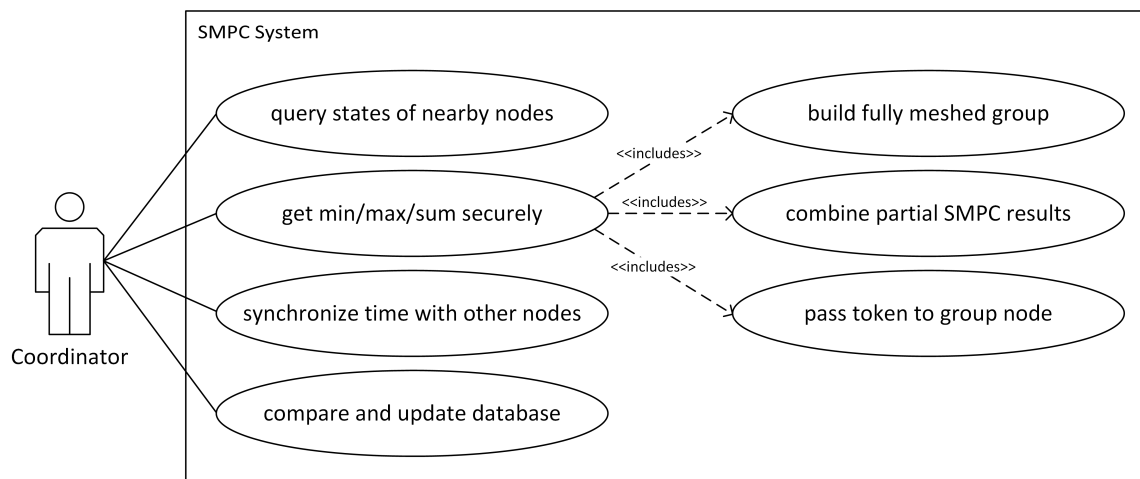 SMPC System
query states of nearby nodes
build fully meshed group
<<includes>>
get min/max/sum securely
<<includes>>
combine partial SMPC results
<<includes>>
synchronize time with other nodes
pass token to group node
Coordinator
compare and update database